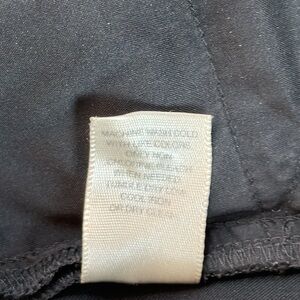 MACHINE WASH COLD
WITH LIKE COLORS
ONLY NON
CHLORINE BLEACH
WHEN NEEDED
TUMBLE DRY LOW
COOL IRON
OR DRY CLEAN